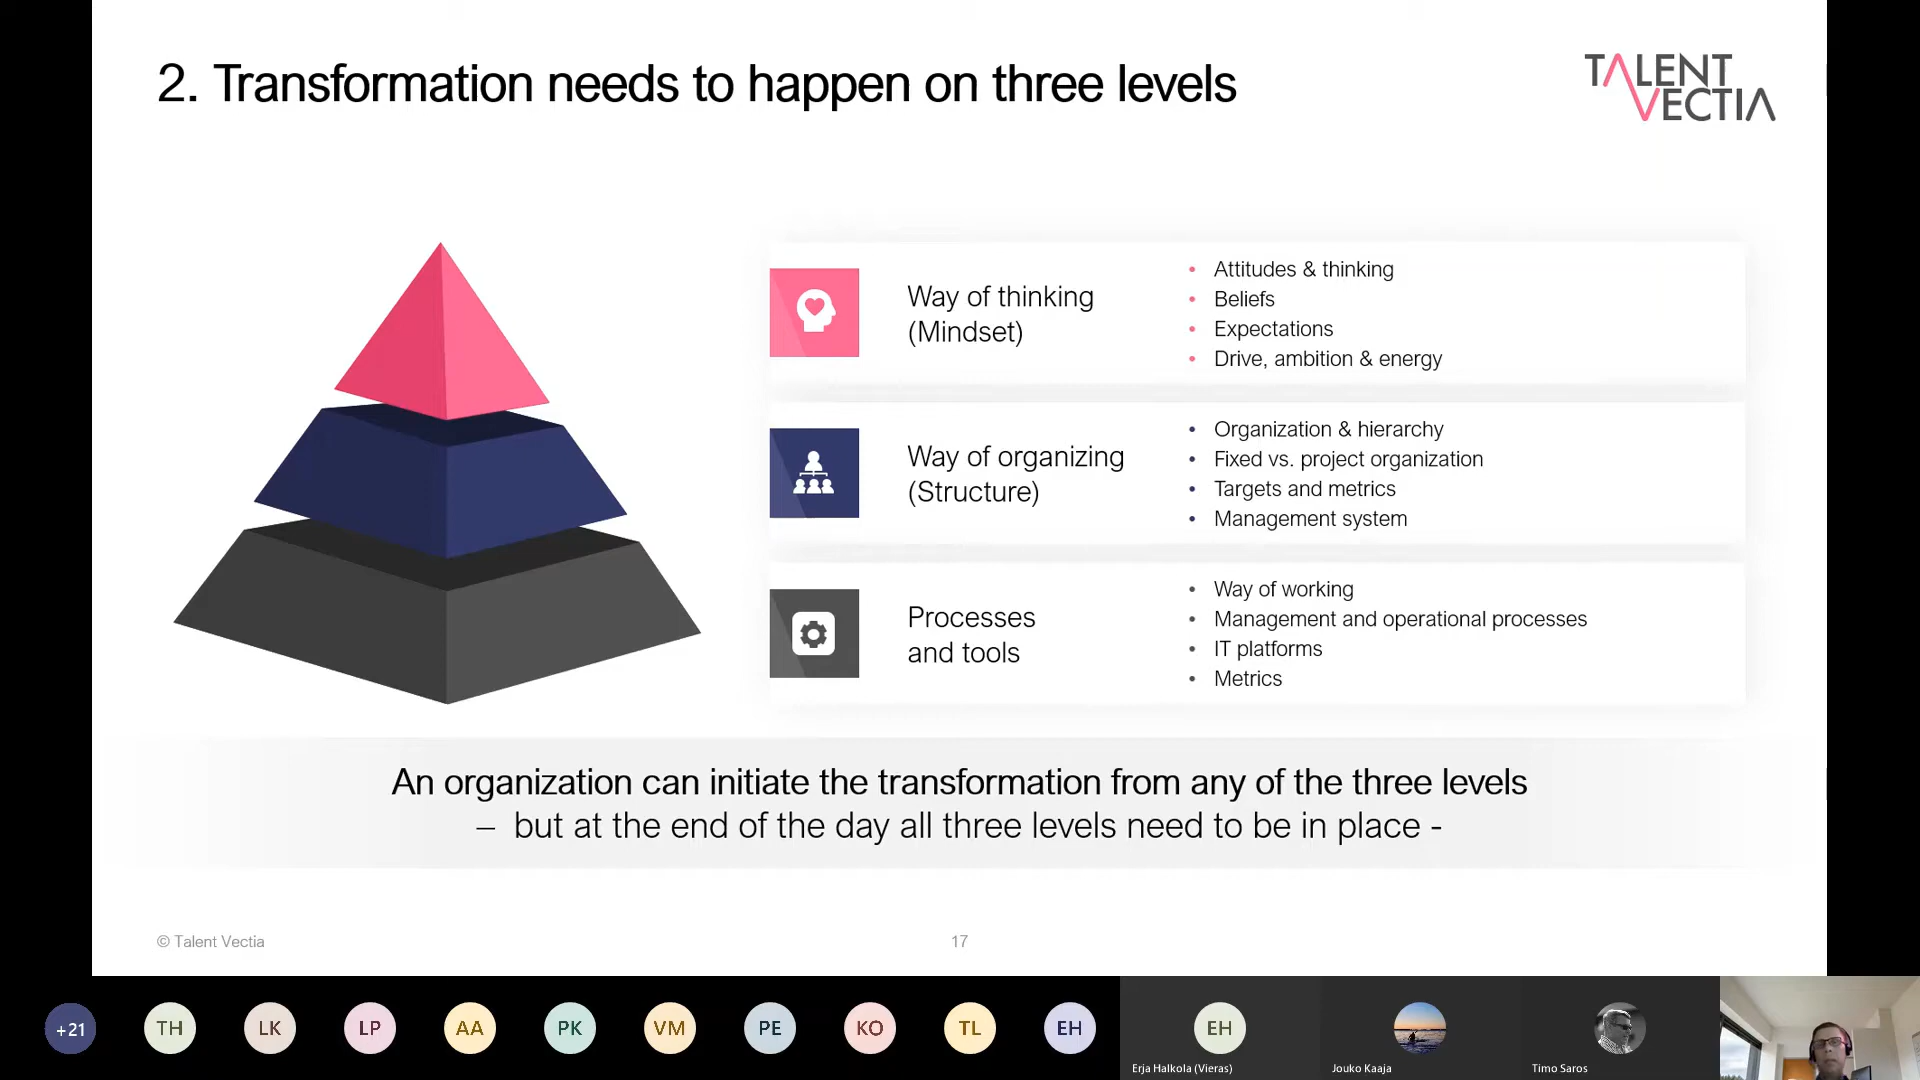 2. Transformation needs to happen on three levels
TALENT
VECTIA
Way of thinking
(Mindset)
• Attitudes & thinking
• Beliefs
• Expectations
• Drive, ambition & energy
Way of organizing
(Structure)
• Organization & hierarchy
• Fixed vs. project organization
• Targets and metrics
• Management system
Processes
and tools
• Way of working
• Management and operational processes
• IT platforms
• Metrics
An organization can initiate the transformation from any of the three levels
– but at the end of the day all three levels need to be in place -
© Talent Vectia
17
+21
TH
LK
LP
AA
PK
VM
PE
KO
TL
EH
EH
Erja Halkola (Vieras)
Jouko Kaaja
Timo Saros